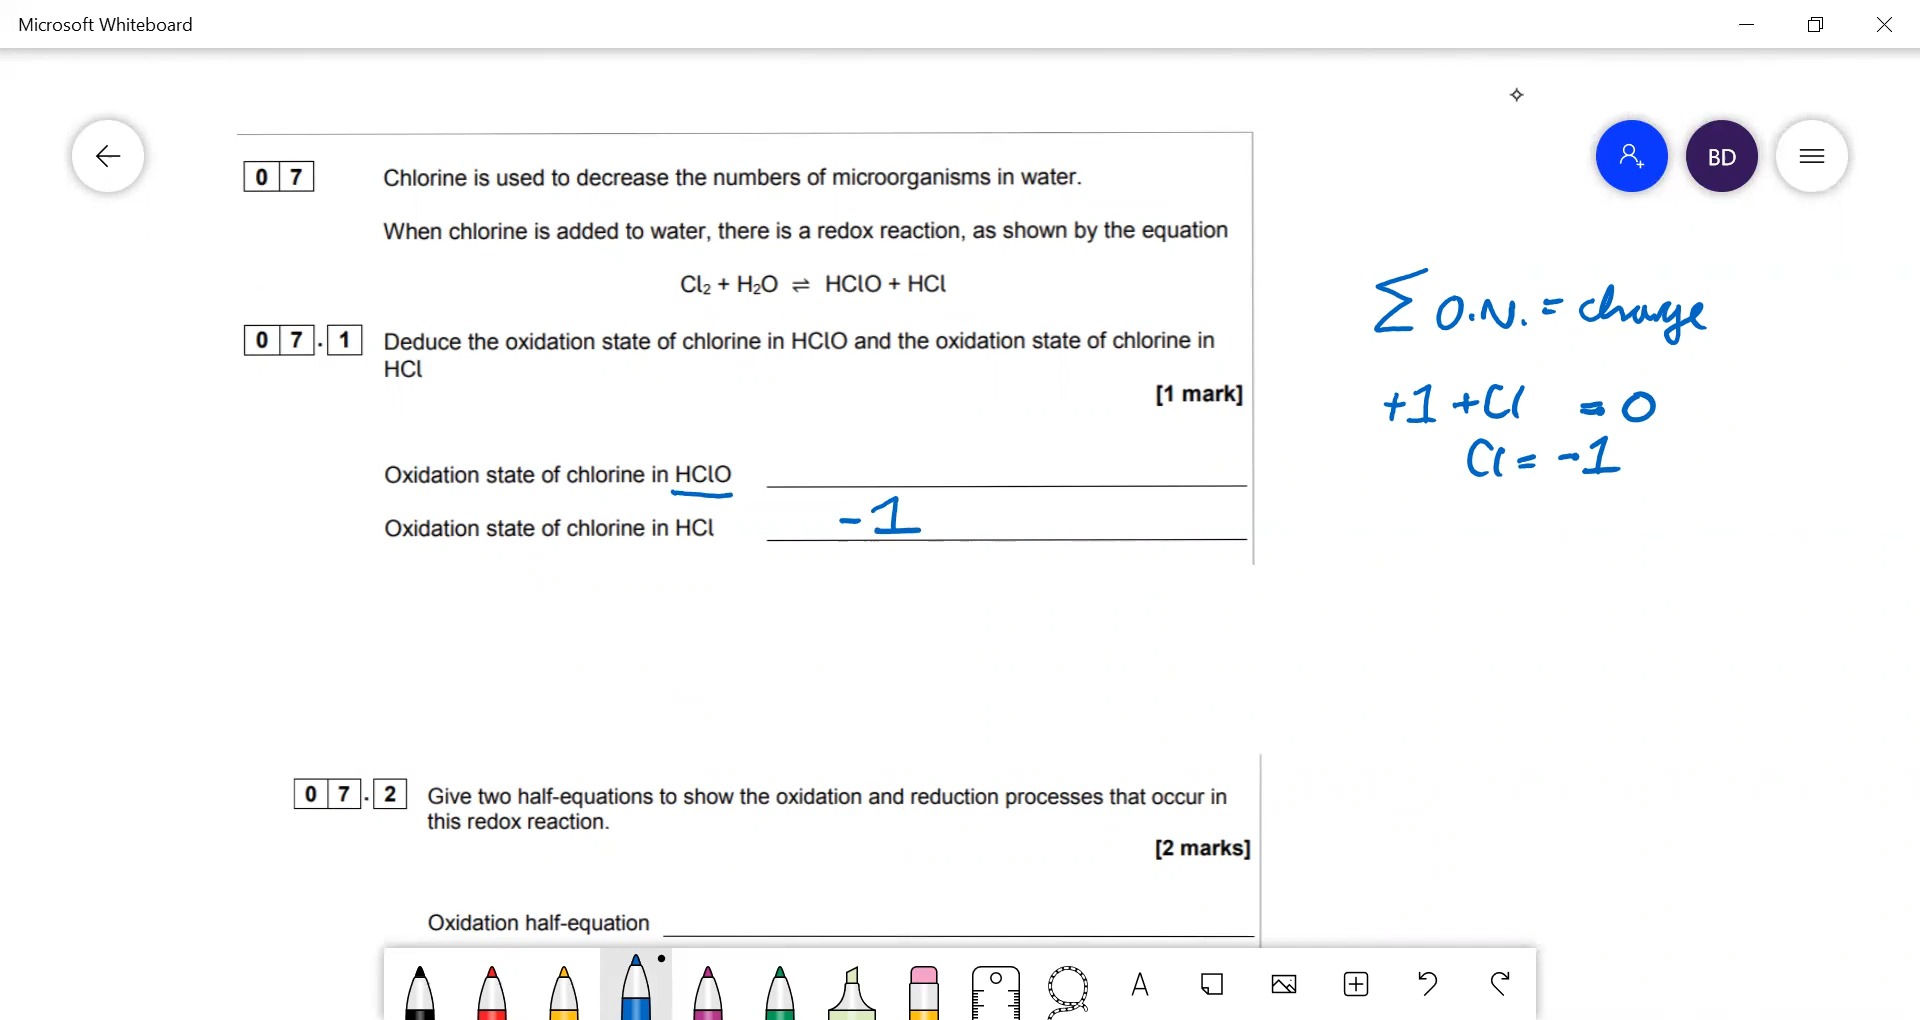 Microsoft Whiteboard
BD
0 7 Chlorine is used to decrease the numbers of microorganisms in water.
When chlorine is added to water, there is a redox reaction, as shown by the equation
Cl₂ + H₂O ⇌ HClO + HCl
0 7 . 1 Deduce the oxidation state of chlorine in HClO and the oxidation state of chlorine in
HCl
[1 mark]
Oxidation state of chlorine in HClO
Oxidation state of chlorine in HCl -1
Σ O.N. = charge
+1 +Cl = 0
Cl = -1
0 7 . 2 Give two half-equations to show the oxidation and reduction processes that occur in
this redox reaction.
[2 marks]
Oxidation half-equation
A